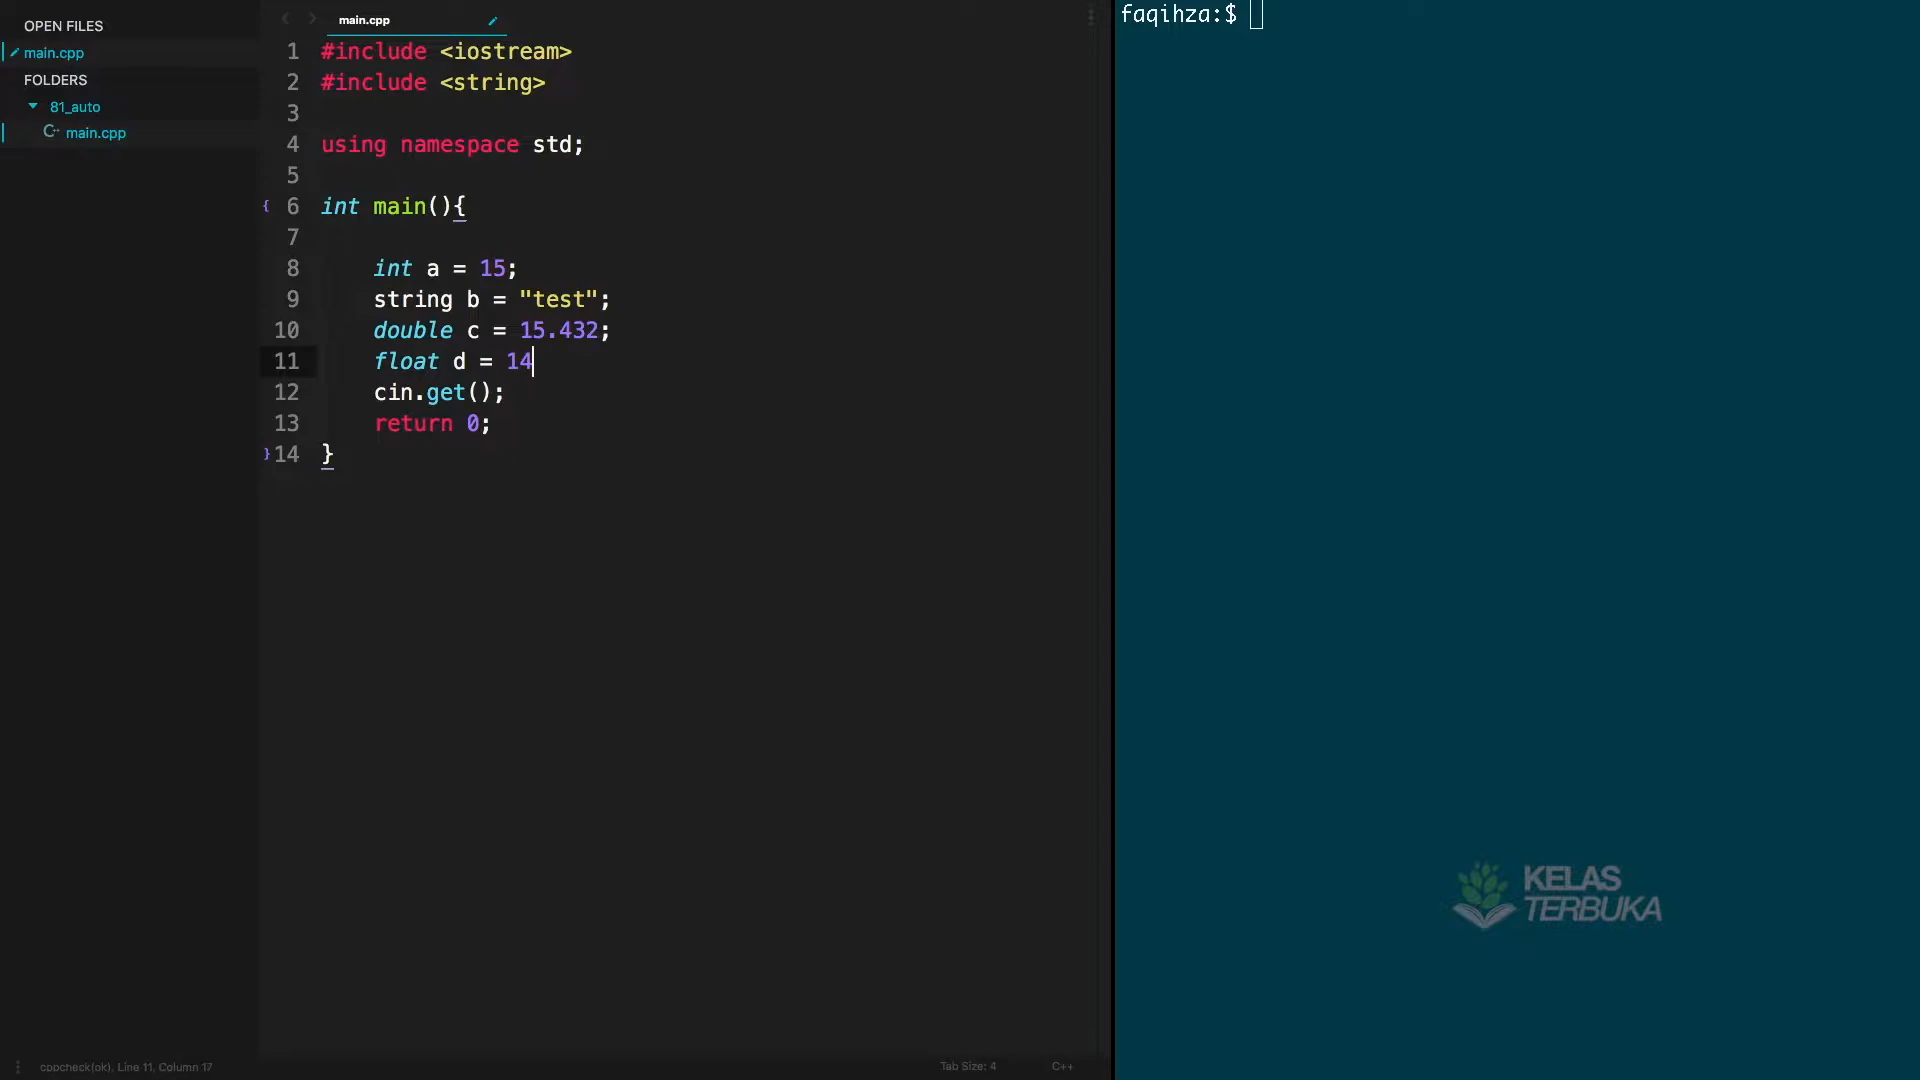 OPEN FILES
main.cpp
FOLDERS
81_auto
main.cpp
main.cpp
1 #include <iostream>
2 #include <string>
3
4 using namespace std;
5
{ 6 int main(){
7
8 int a = 15;
9 string b = "test";
10 double c = 15.432;
11 float d = 14
12 cin.get();
13 return 0;
}14 }
cppcheck(ok), Line 11, Column 17
Tab Size: 4
C++
faqihza:$
KELAS
TERBUKA